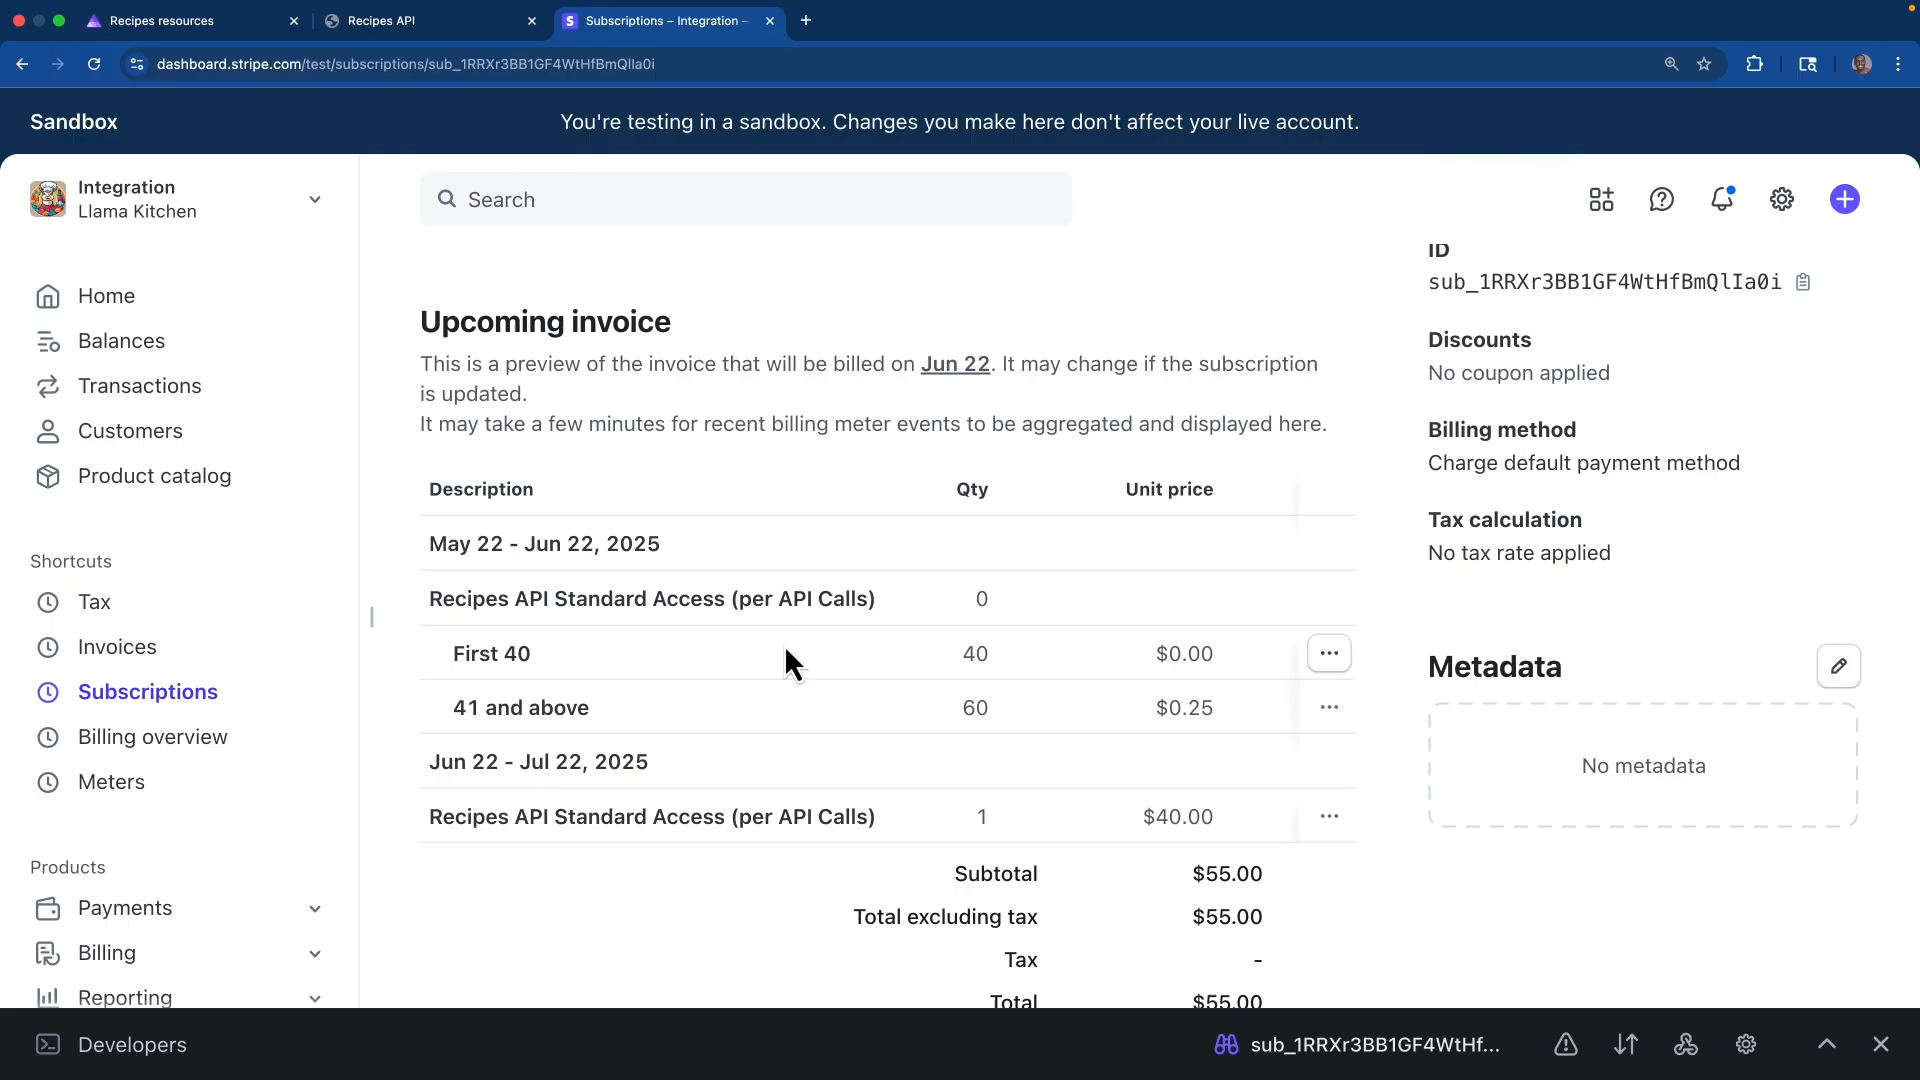 Recipes resources
Recipes API
Subscriptions – Integration –
dashboard.stripe.com/test/subscriptions/sub_1RRXr3BB1GF4WtHfBmQlIa0i
Sandbox
You're testing in a sandbox. Changes you make here don't affect your live account.
Integration
Llama Kitchen
Search
Home
Balances
Transactions
Customers
Product catalog
Shortcuts
Tax
Invoices
Subscriptions
Billing overview
Meters
Products
Payments
Billing
Reporting
Upcoming invoice
This is a preview of the invoice that will be billed on Jun 22. It may change if the subscription
is updated.
It may take a few minutes for recent billing meter events to be aggregated and displayed here.
Description Qty Unit price
May 22 - Jun 22, 2025
Recipes API Standard Access (per API Calls) 0
First 40 40 $0.00
41 and above 60 $0.25
Jun 22 - Jul 22, 2025
Recipes API Standard Access (per API Calls) 1 $40.00
Subtotal $55.00
Total excluding tax $55.00
Tax -
Total $55.00
ID
sub_1RRXr3BB1GF4WtHfBmQlIa0i
Discounts
No coupon applied
Billing method
Charge default payment method
Tax calculation
No tax rate applied
Metadata
No metadata
Developers
sub_1RRXr3BB1GF4WtHf...